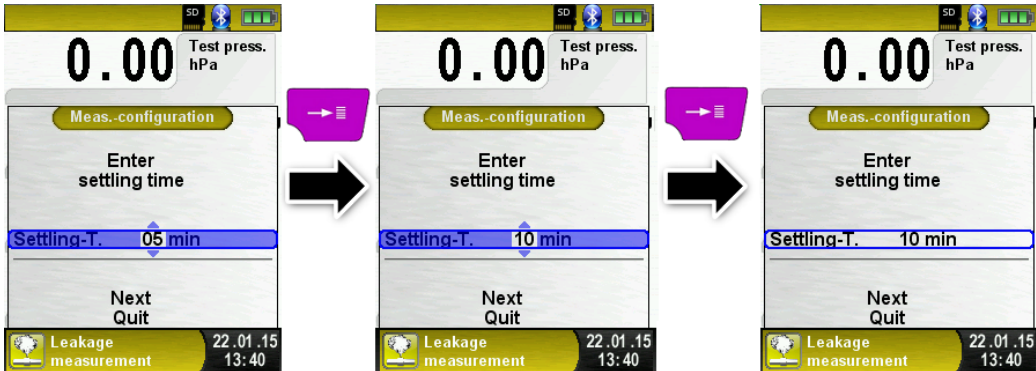 SD
0.00 Test press.
hPa
Meas.-configuration
Enter
settling time
Settling-T. 05 min
Next
Quit
Leakage
measurement
22.01.15
13:40
SD
0.00 Test press.
hPa
Meas.-configuration
Enter
settling time
Settling-T. 10 min
Next
Quit
Leakage
measurement
22.01.15
13:40
SD
0.00 Test press.
hPa
Meas.-configuration
Enter
settling time
Settling-T. 10 min
Next
Quit
Leakage
measurement
22.01.15
13:40